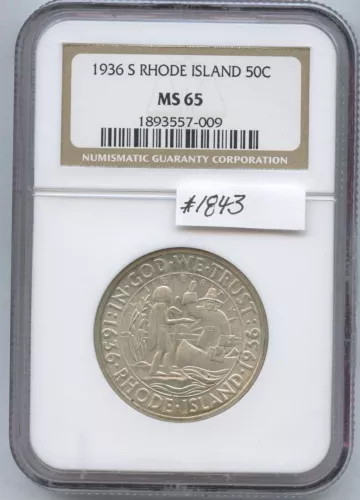 1936 S RHODE ISLAND 50C
MS 65
1893557-009
NUMISMATIC GUARANTY CORPORATION
#1843
IN·GOD·WE·TRUST·
1636 · RHODE·ISLAND·1936